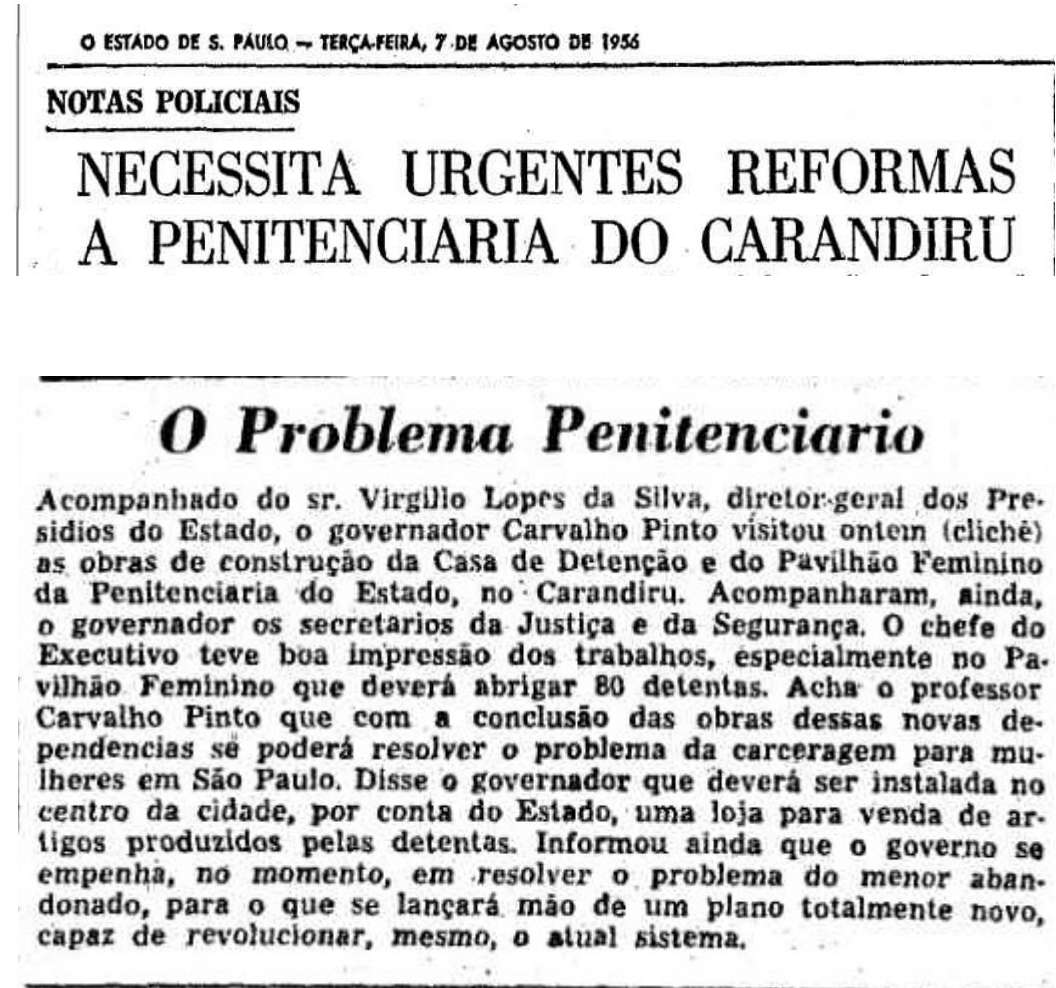 O ESTADO DE S. PAULO — TERÇA-FEIRA, 7 DE AGOSTO DE 1956
NOTAS POLICIAIS
NECESSITA URGENTES REFORMAS
A PENITENCIARIA DO CARANDIRU
O Problema Penitenciario
Acompanhado do sr. Virgilio Lopes da Silva, diretor-geral dos Pre-
sidios do Estado, o governador Carvalho Pinto visitou ontem (clichê)
as obras de construção da Casa de Detenção e do Pavilhão Feminino
da Penitenciaria do Estado, no Carandiru. Acompanharam, ainda,
o governador os secretarios da Justiça e da Segurança. O chefe do
Executivo teve boa impressão dos trabalhos, especialmente no Pa-
vilhão Feminino que deverá abrigar 80 detentas. Acha o professor
Carvalho Pinto que com a conclusão das obras dessas novas de-
pendencias se poderá resolver o problema da carceragem para mu-
lheres em São Paulo. Disse o governador que deverá ser instalada no
centro da cidade, por conta do Estado, uma loja para venda de ar-
tigos produzidos pelas detentas. Informou ainda que o governo se
empenha, no momento, em resolver o problema do menor aban-
donado, para o que se lançará mão de um plano totalmente novo,
capaz de revolucionar, mesmo, o atual sistema.